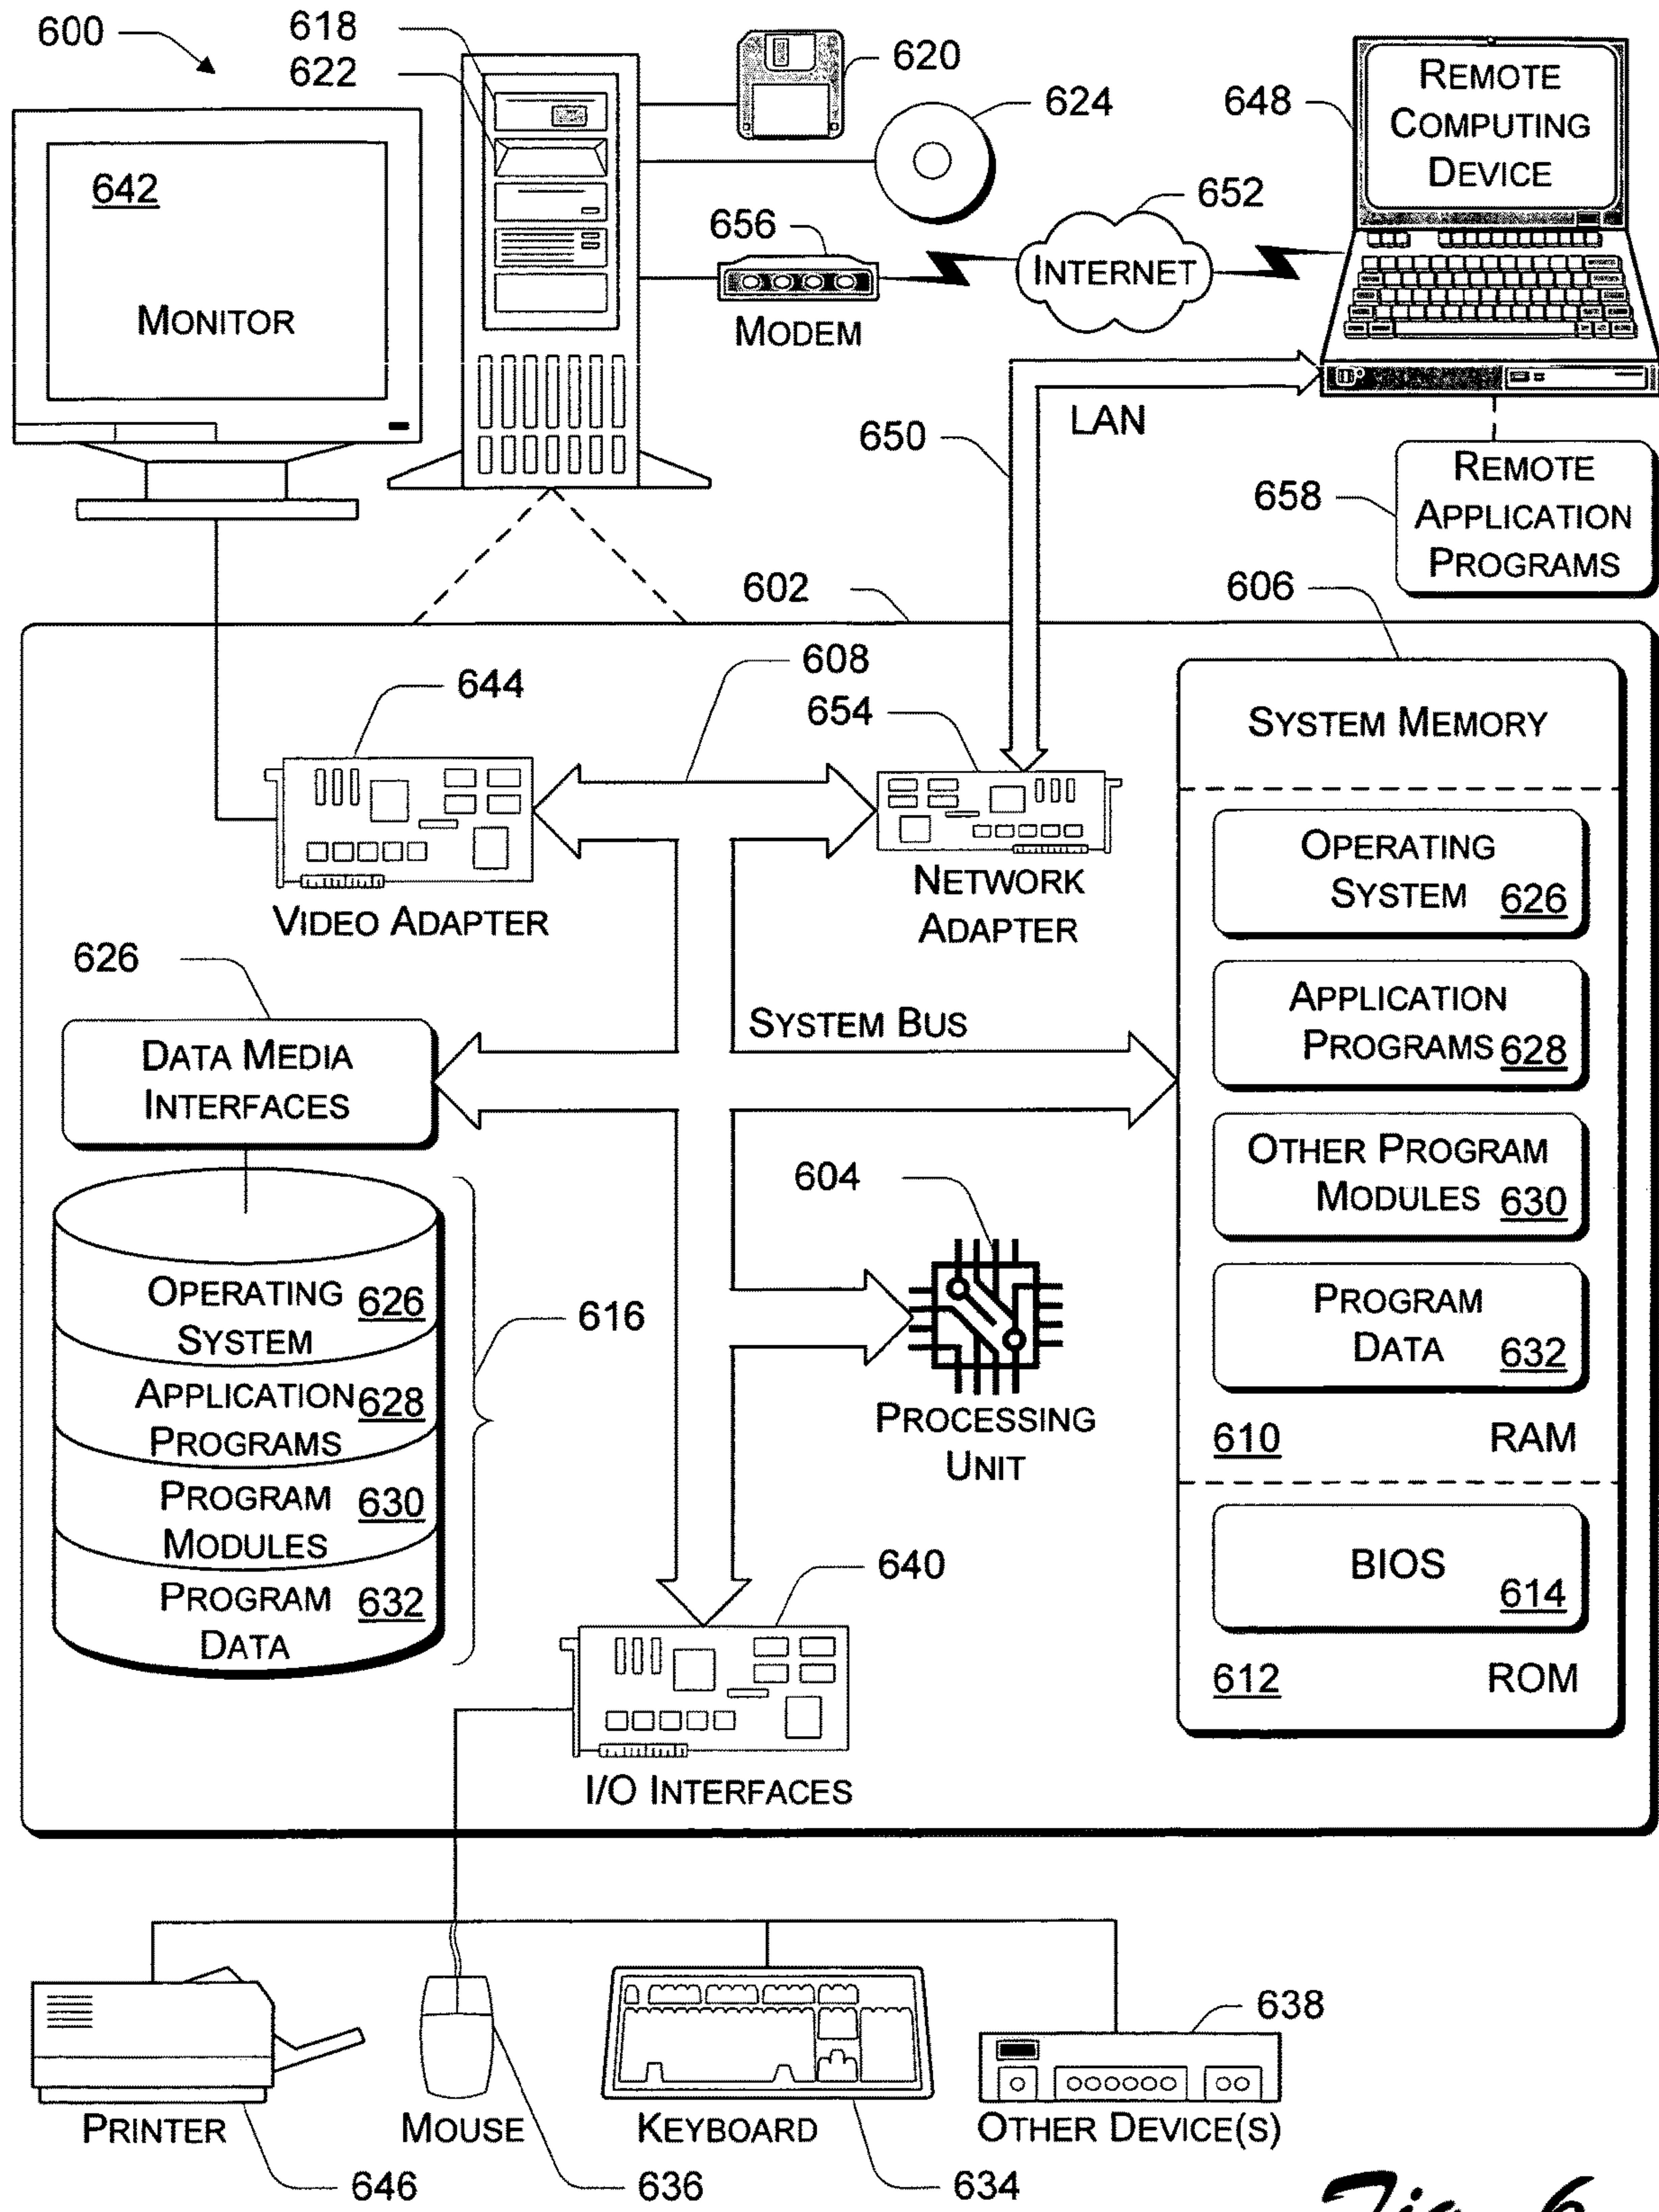 600
618
622
620
624
648
REMOTE
COMPUTING
DEVICE
642
MONITOR
656
MODEM
652
INTERNET
650
LAN
658
REMOTE
APPLICATION
PROGRAMS
602
606
608
644
654
VIDEO ADAPTER
NETWORK
ADAPTER
SYSTEM MEMORY
OPERATING
SYSTEM 626
APPLICATION
PROGRAMS 628
OTHER PROGRAM
MODULES 630
PROGRAM
DATA 632
610 RAM
BIOS
614
612 ROM
626
DATA MEDIA
INTERFACES
SYSTEM BUS
604
PROCESSING
UNIT
OPERATING 626
SYSTEM
616
APPLICATION 628
PROGRAMS
PROGRAM 630
MODULES
PROGRAM 632
DATA
640
I/O INTERFACES
638
PRINTER
MOUSE
KEYBOARD
OTHER DEVICE(S)
646
636
634
Fig. 6